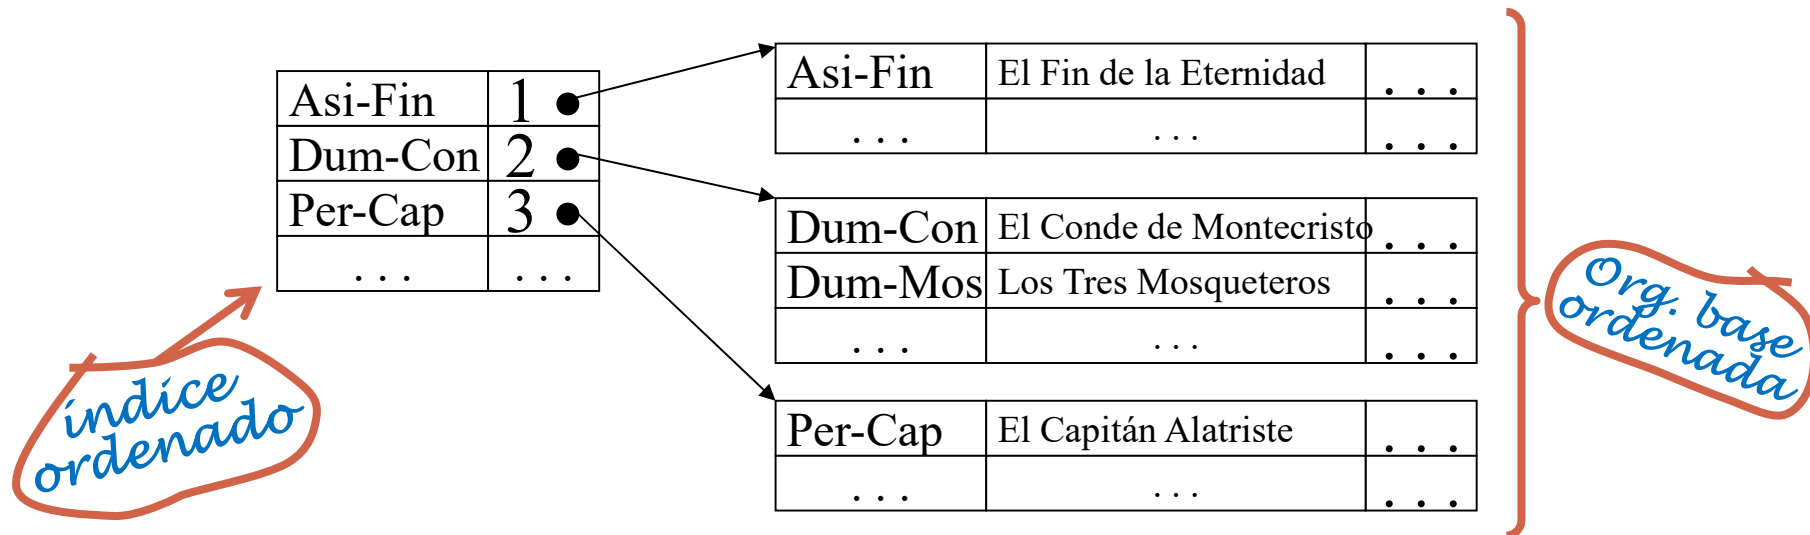 Asi-Fin 1
Dum-Con 2
Per-Cap 3
. . . . . .
Asi-Fin El Fin de la Eternidad . . .
. . . . . . . . .
Dum-Con El Conde de Montecristo . . .
Dum-Mos Los Tres Mosqueteros . . .
. . . . . . . . .
Per-Cap El Capitán Alatriste . . .
. . . . . . . . .
índice
ordenado
Org. base
ordenada